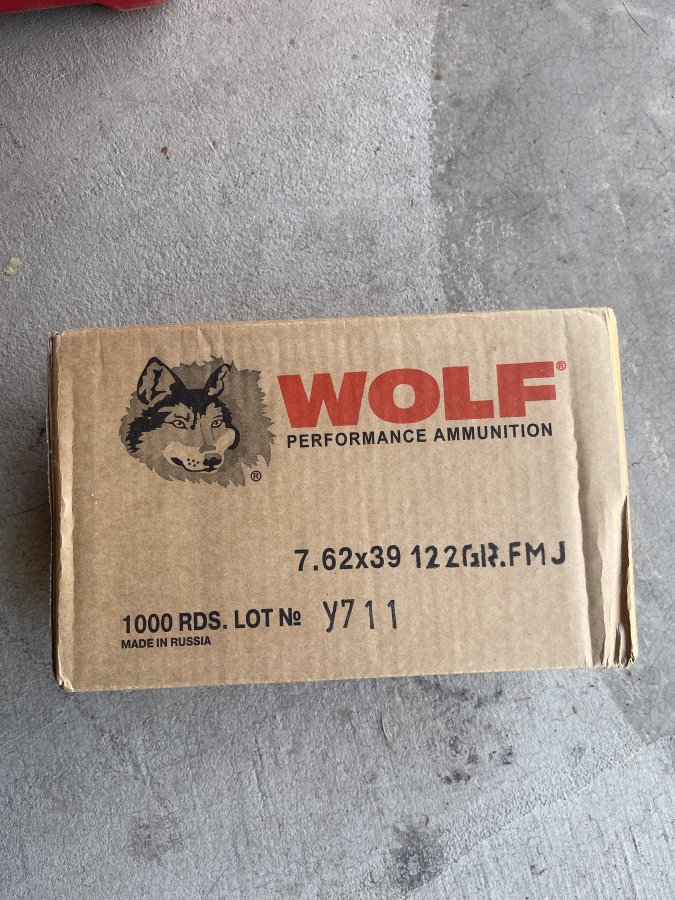 WOLF®
PERFORMANCE AMMUNITION
®
7.62x39 122GR.FMJ
1000 RDS. LOT № Y711
MADE IN RUSSIA